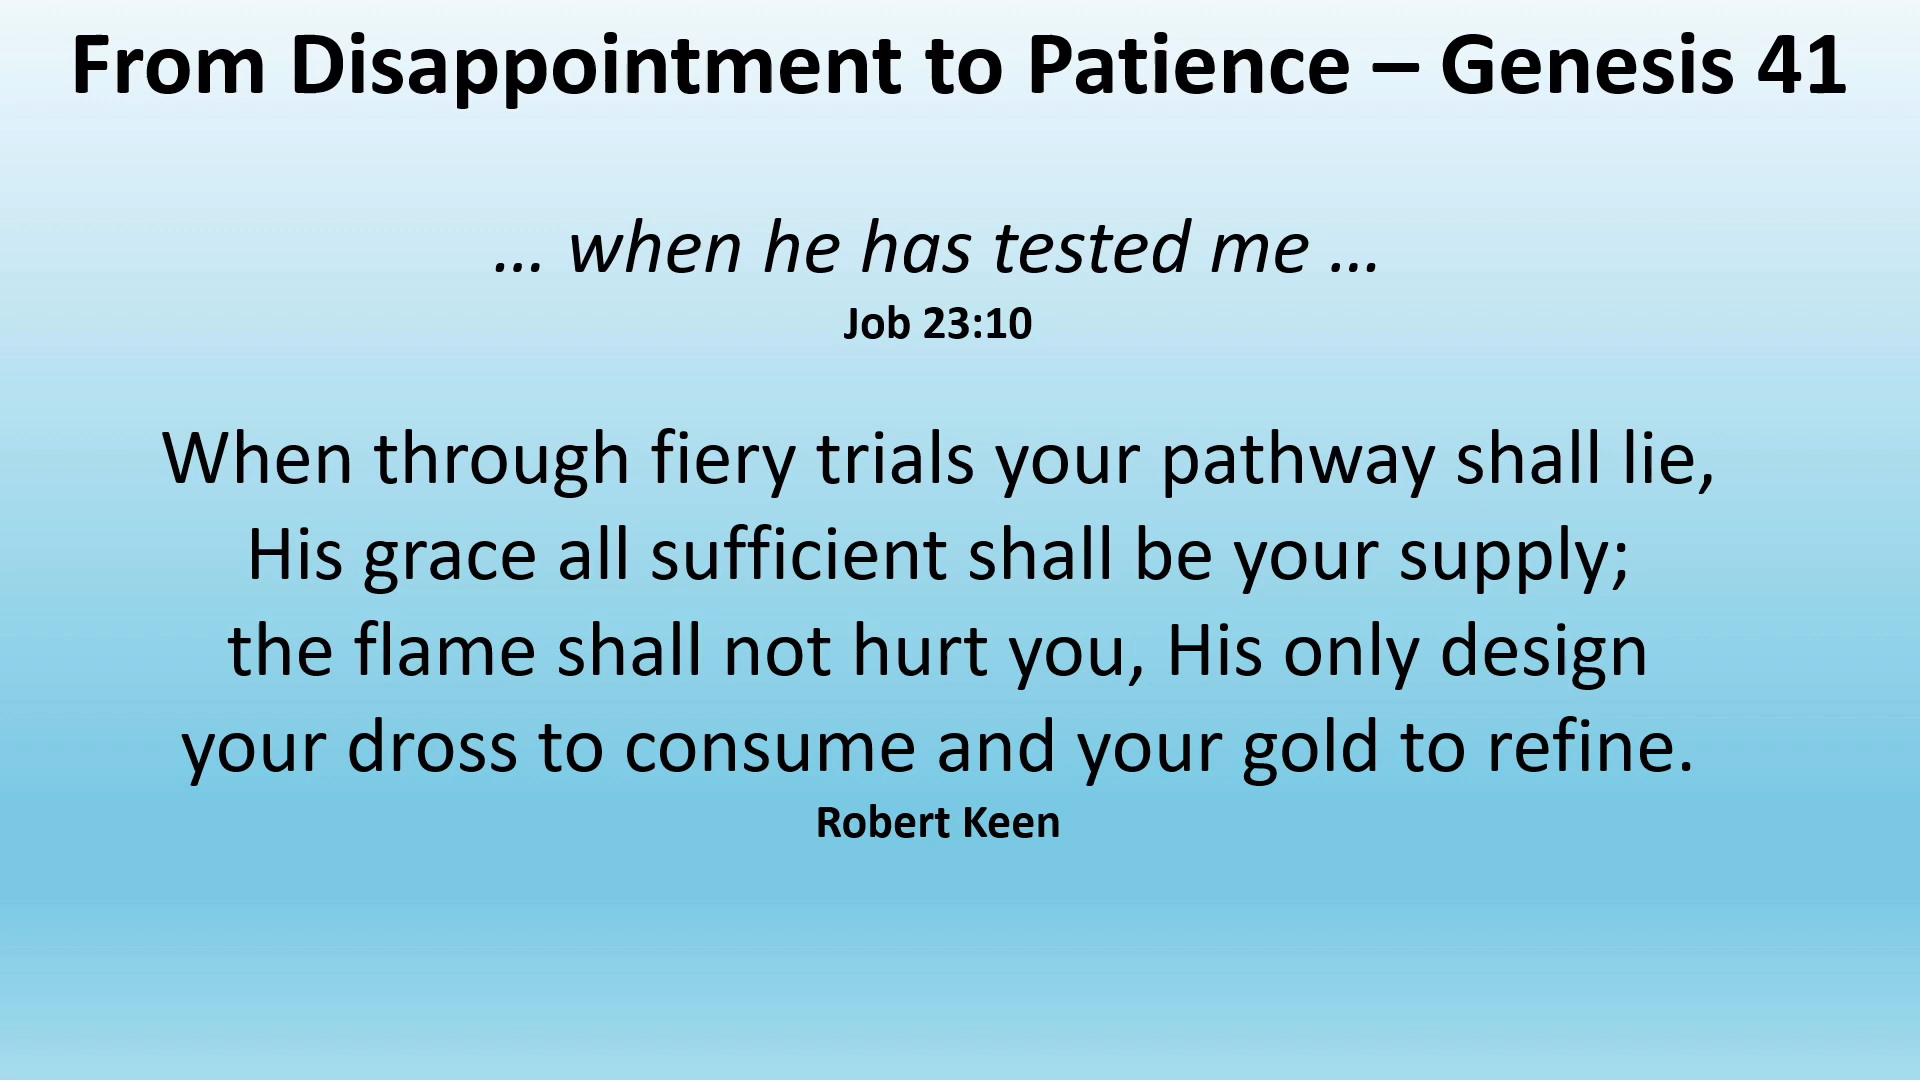 From Disappointment to Patience – Genesis 41
… when he has tested me …
Job 23:10
When through fiery trials your pathway shall lie,
His grace all sufficient shall be your supply;
the flame shall not hurt you, His only design
your dross to consume and your gold to refine.
Robert Keen